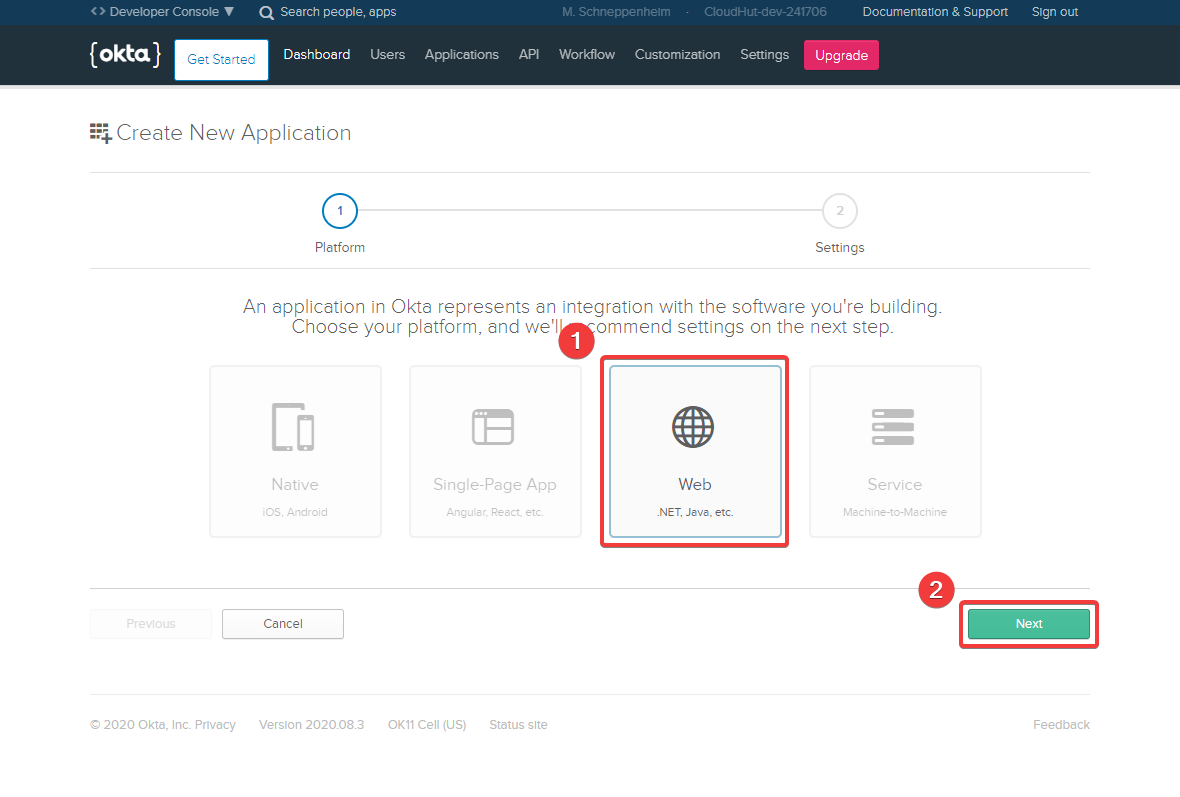 <> Developer Console ▼ Search people, apps M. Schneppenheim · CloudHut-dev-241706 Documentation & Support Sign out
{okta} Get Started Dashboard Users Applications API Workflow Customization Settings Upgrade
Create New Application
1 2
Platform Settings
An application in Okta represents an integration with the software you're building.
Choose your platform, and we'll recommend settings on the next step.
1
Native Single-Page App Web Service
iOS, Android Angular, React, etc. .NET, Java, etc. Machine-to-Machine
2
Previous Cancel Next
© 2020 Okta, Inc. Privacy Version 2020.08.3 OK11 Cell (US) Status site Feedback